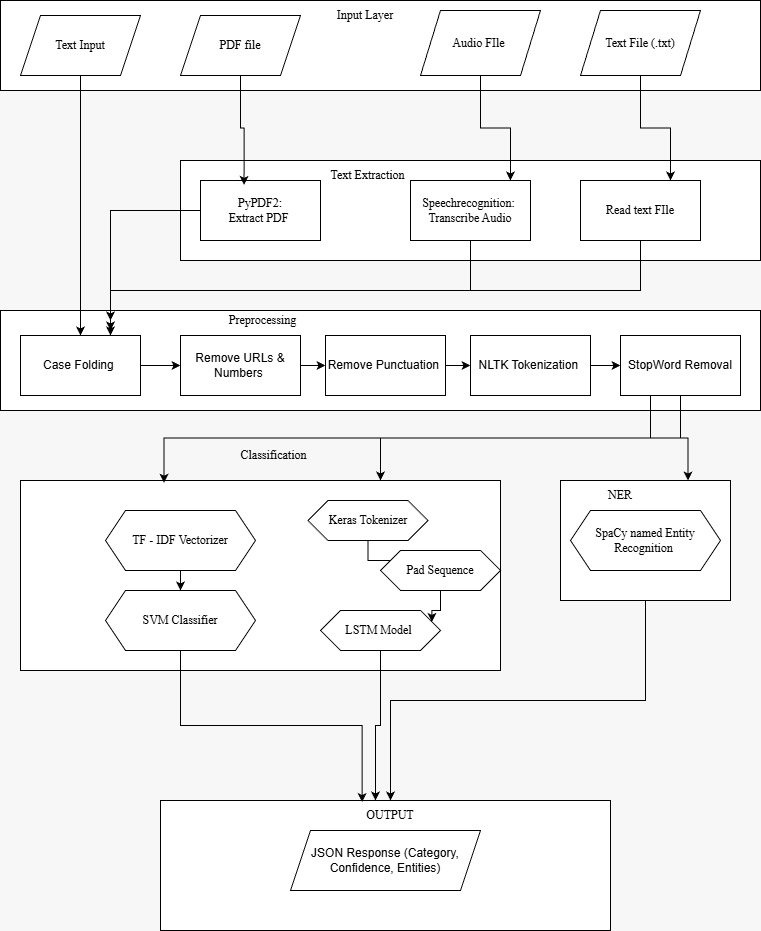 Input Layer
Text Input
PDF file
Audio FIle
Text File (.txt)
Text Extraction
PyPDF2:
Extract PDF
Speechrecognition:
Transcribe Audio
Read text FIle
Preprocessing
Case Folding
Remove URLs &
Numbers
Remove Punctuation
NLTK Tokenization
StopWord Removal
Classification
TF - IDF Vectorizer
SVM Classifier
Keras Tokenizer
Pad Sequence
LSTM Model
NER
SpaCy named Entity
Recognition
OUTPUT
JSON Response (Category,
Confidence, Entities)